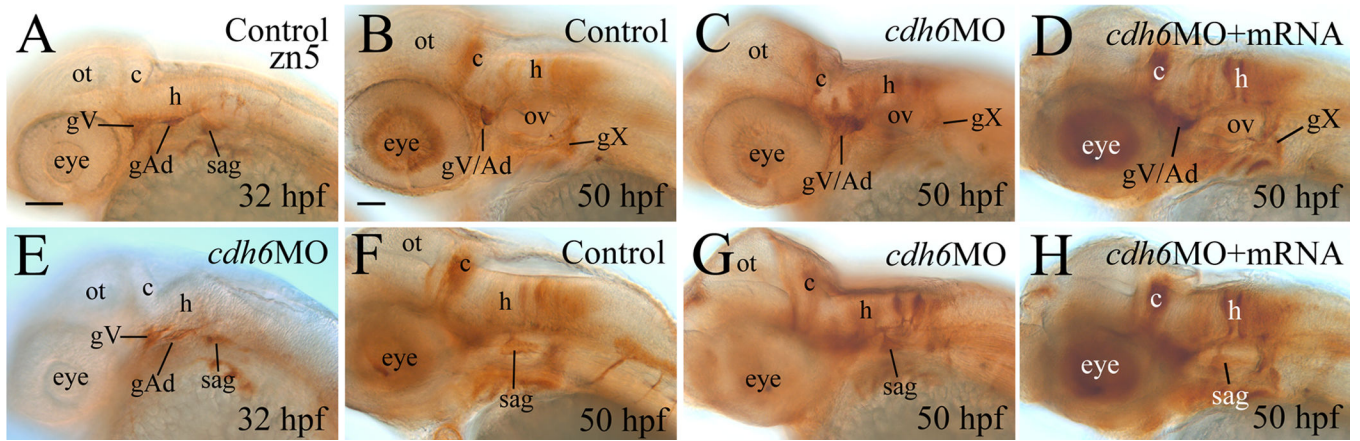 A
Control
zn5
ot
c
h
gV
eye
gAd
sag
32 hpf
B
Control
ot
c
h
ov
eye
gX
gV/Ad
50 hpf
C
cdh6MO
ot
c
h
ov
gX
eye
gV/Ad
50 hpf
D
cdh6MO+mRNA
c
h
ov
gX
eye
gV/Ad
50 hpf
E
cdh6MO
ot
c
h
gV
eye
gAd
sag
32 hpf
F
Control
ot
c
h
eye
sag
50 hpf
G
cdh6MO
ot
c
h
eye
sag
50 hpf
H
cdh6MO+mRNA
c
h
eye
sag
50 hpf